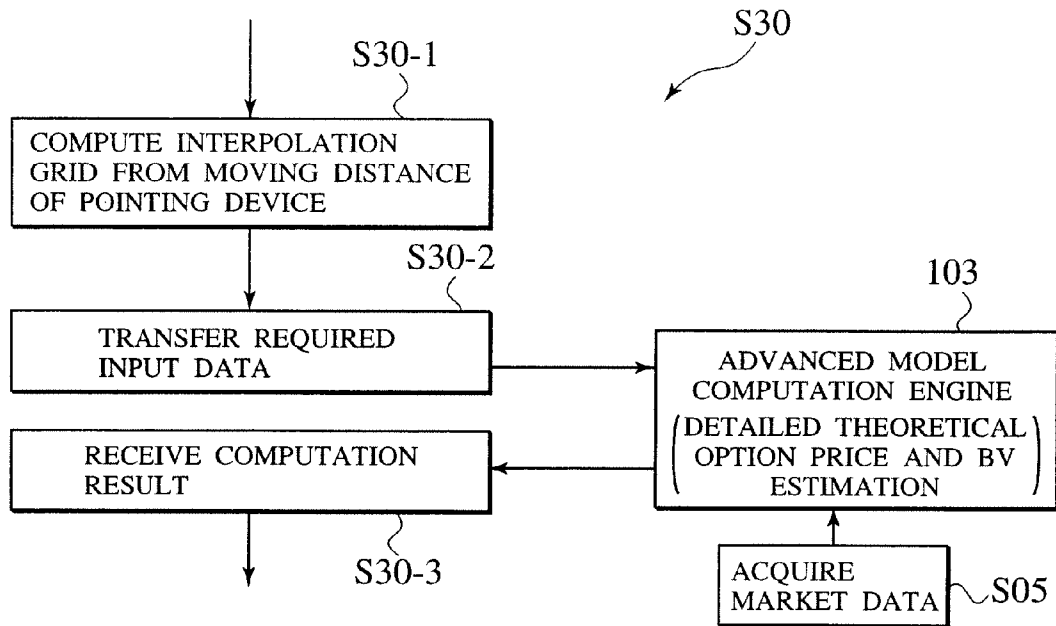 S30
S30-1
COMPUTE INTERPOLATION
GRID FROM MOVING DISTANCE
OF POINTING DEVICE
S30-2
TRANSFER REQUIRED
INPUT DATA
103
ADVANCED MODEL
COMPUTATION ENGINE
(DETAILED THEORETICAL
OPTION PRICE AND BV
ESTIMATION)
RECEIVE COMPUTATION
RESULT
S30-3
ACQUIRE
MARKET DATA
S05